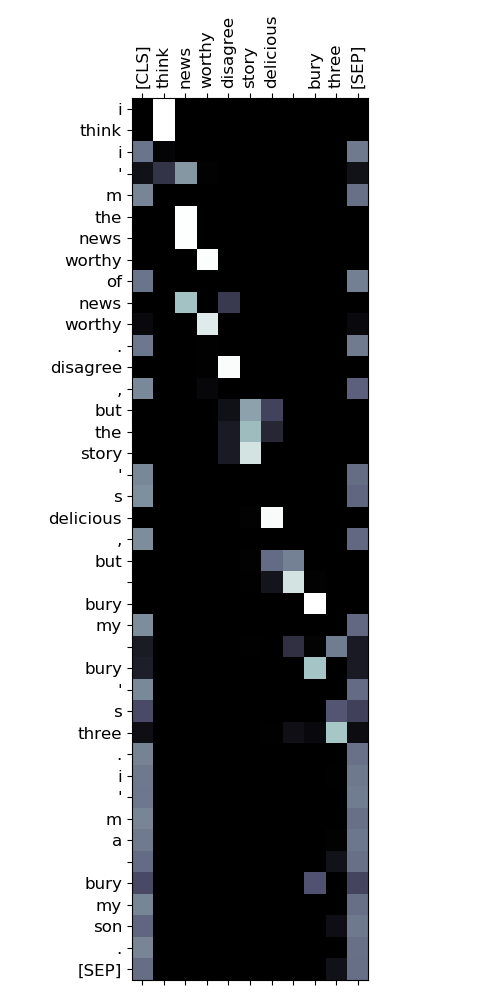 [CLS]
think
news
worthy
disagree
story
delicious
bury
three
[SEP]
i
think
i
'
m
the
news
worthy
of
news
worthy
.
disagree
,
but
the
story
'
s
delicious
,
but
bury
my
bury
'
s
three
.
i
'
m
a
bury
my
son
.
[SEP]